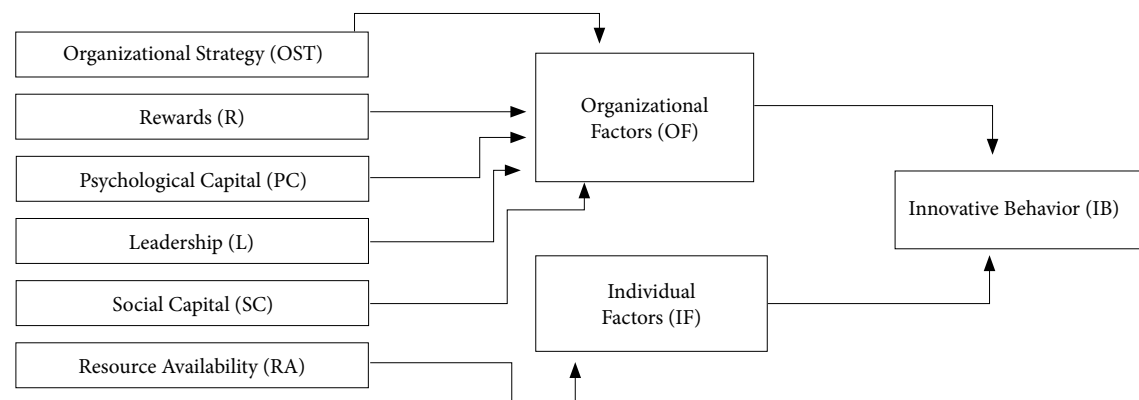 Organizational Strategy (OST)
Rewards (R)
Psychological Capital (PC)
Leadership (L)
Social Capital (SC)
Resource Availability (RA)
Organizational
Factors (OF)
Individual
Factors (IF)
Innovative Behavior (IB)